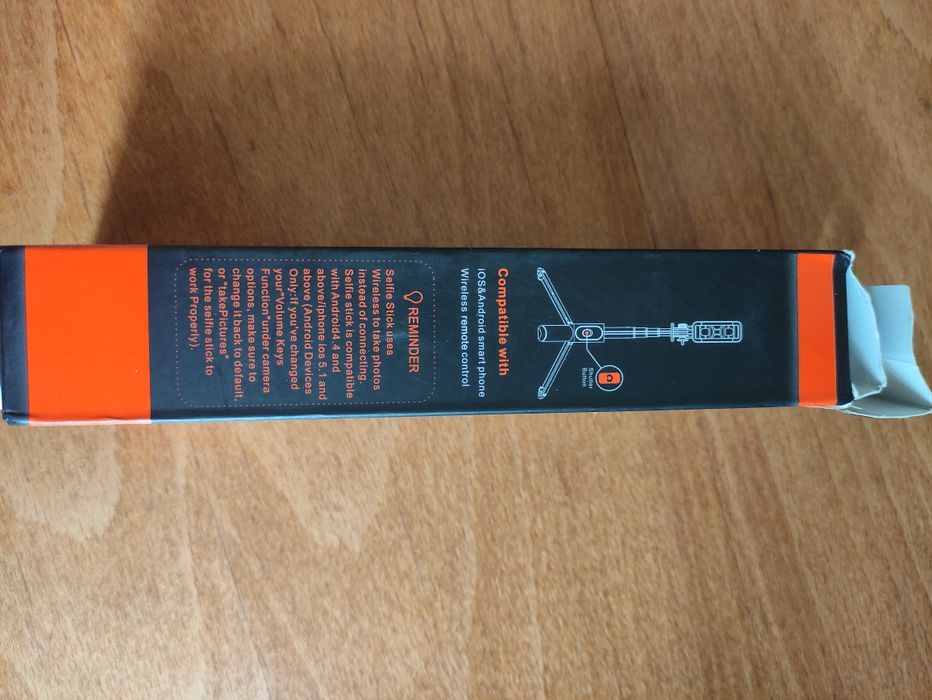 Shutter
Button
Compatible with
iOS&Android smart phone
Wireless remote control
REMINDER
Selfie Stick uses
Wireless to take photos
instead of connecting.
Selfie stick is compatible
with Android4.4 and
above/iphone ios 5.1 and
above Android Devices
Only:If you've changed
your"Volume Keys
Function"under camera
options, make sure to
change it back to default.
or "takePictures"
for the selfie stick to
work Properly).